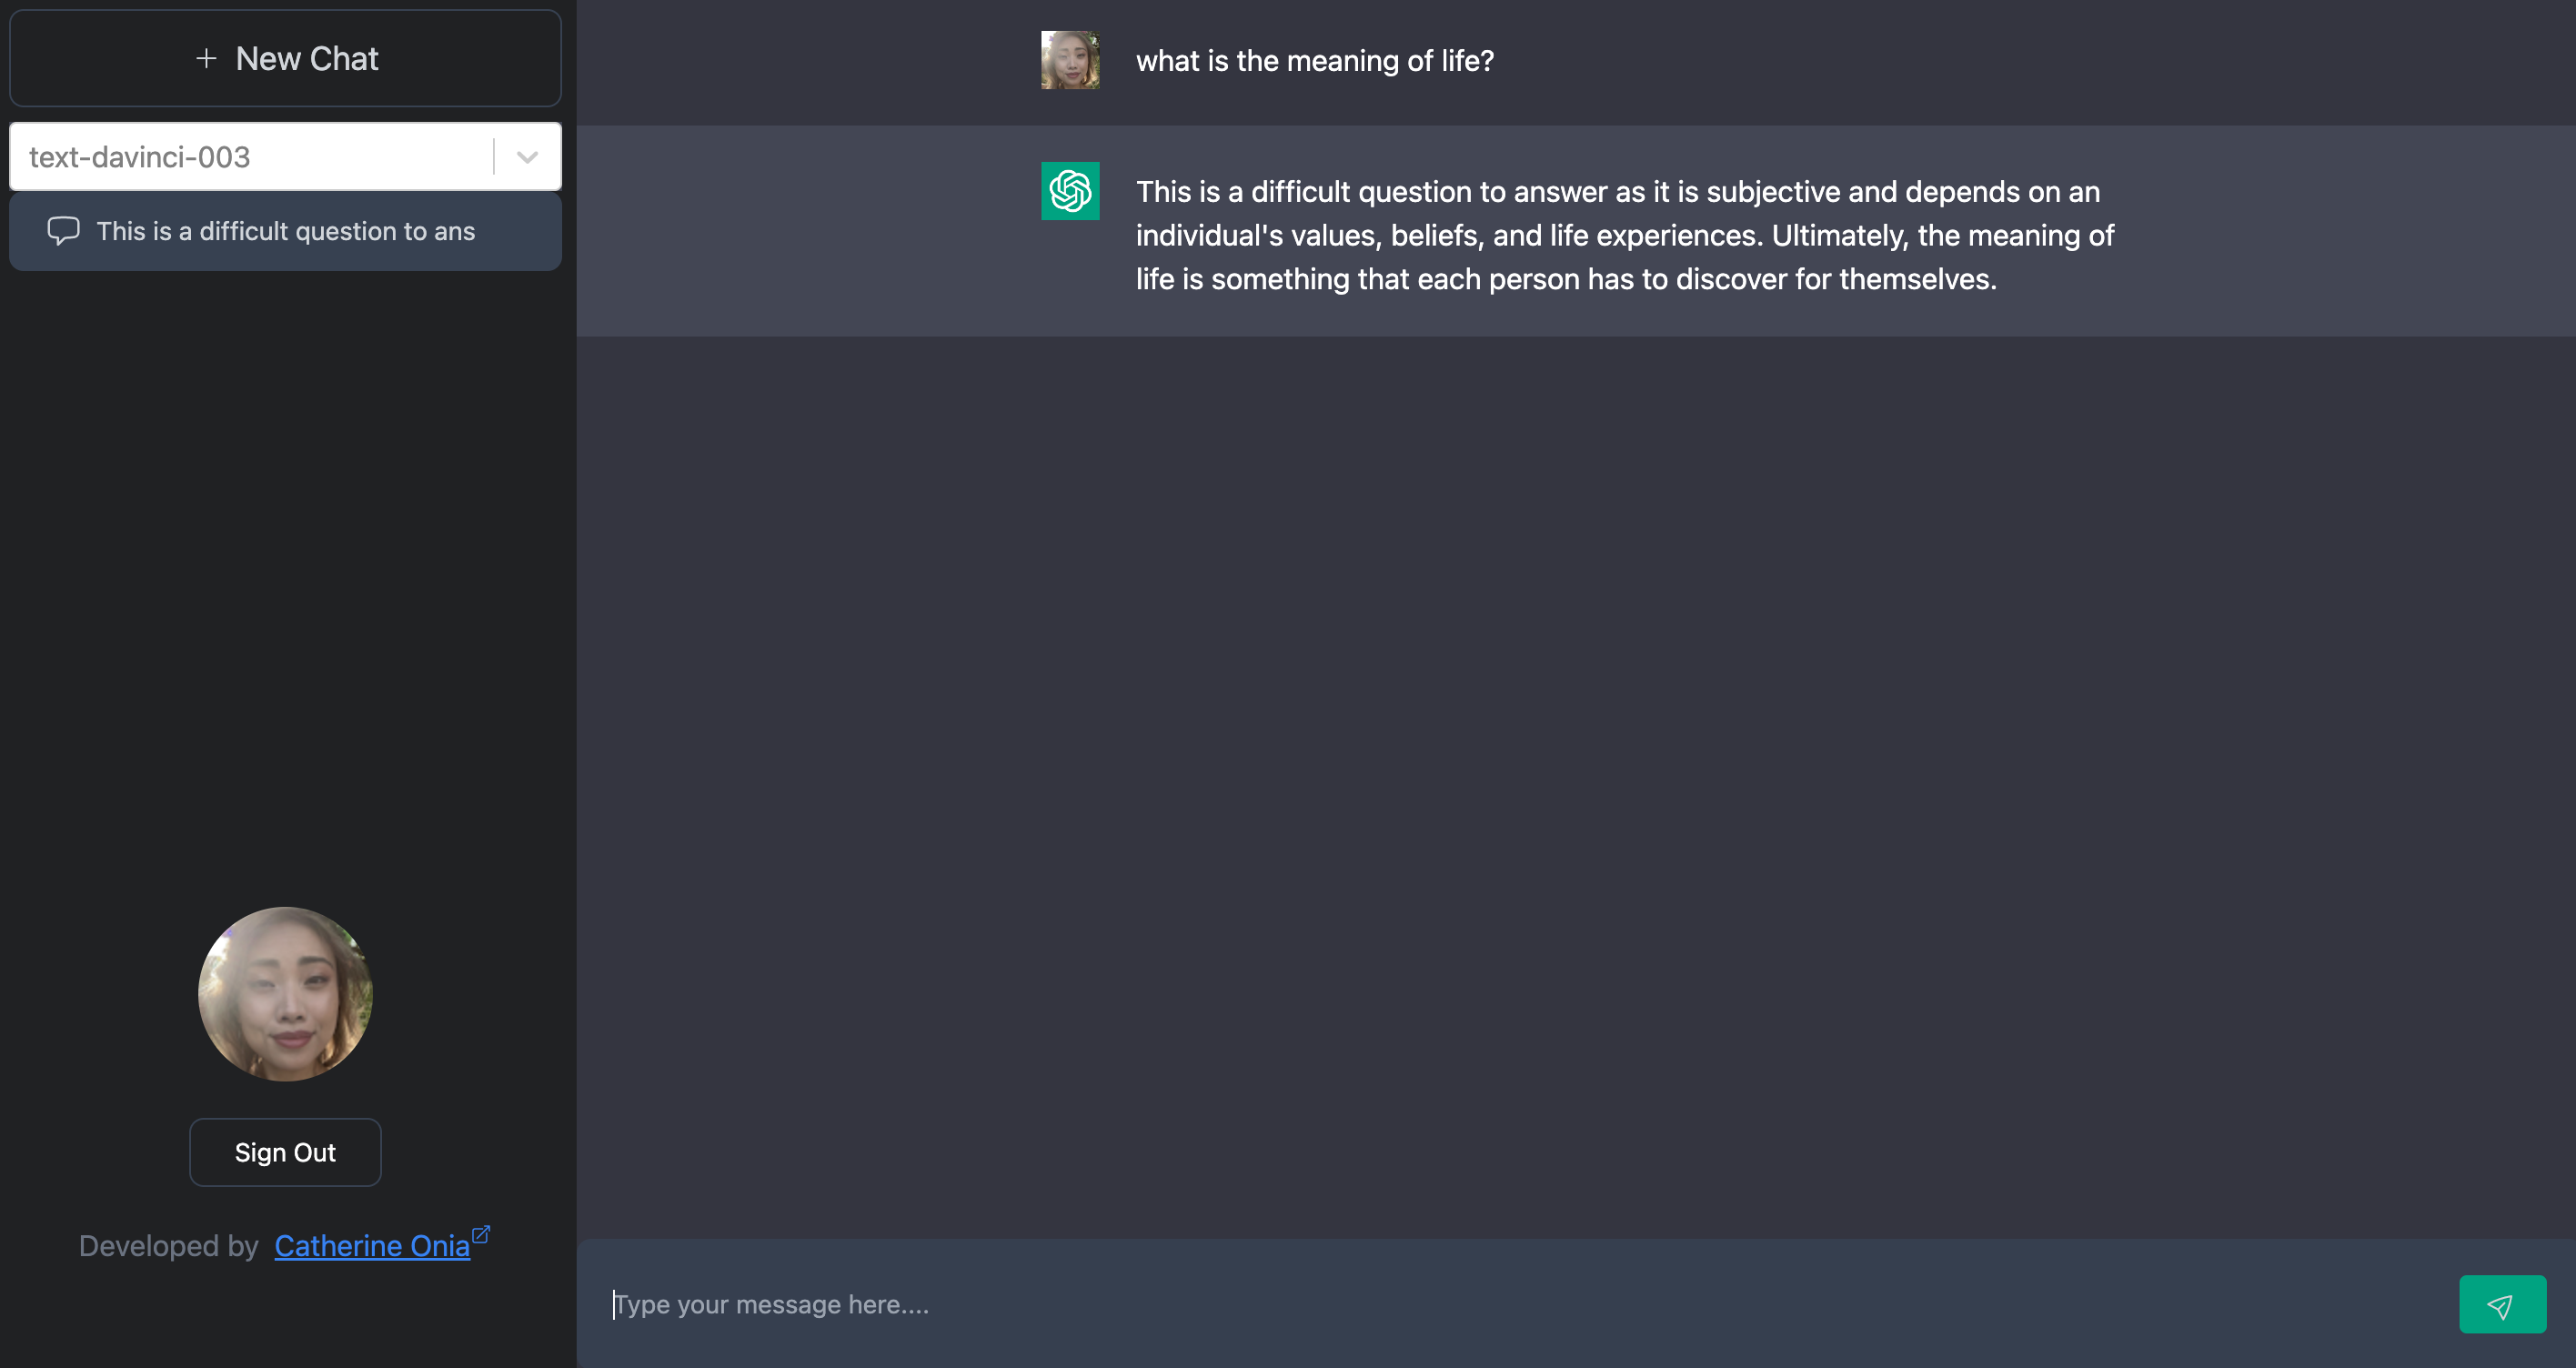 + New Chat
text-davinci-003
This is a difficult question to ans
Sign Out
Developed by Catherine Onia
what is the meaning of life?
This is a difficult question to answer as it is subjective and depends on an
individual's values, beliefs, and life experiences. Ultimately, the meaning of
life is something that each person has to discover for themselves.
Type your message here....